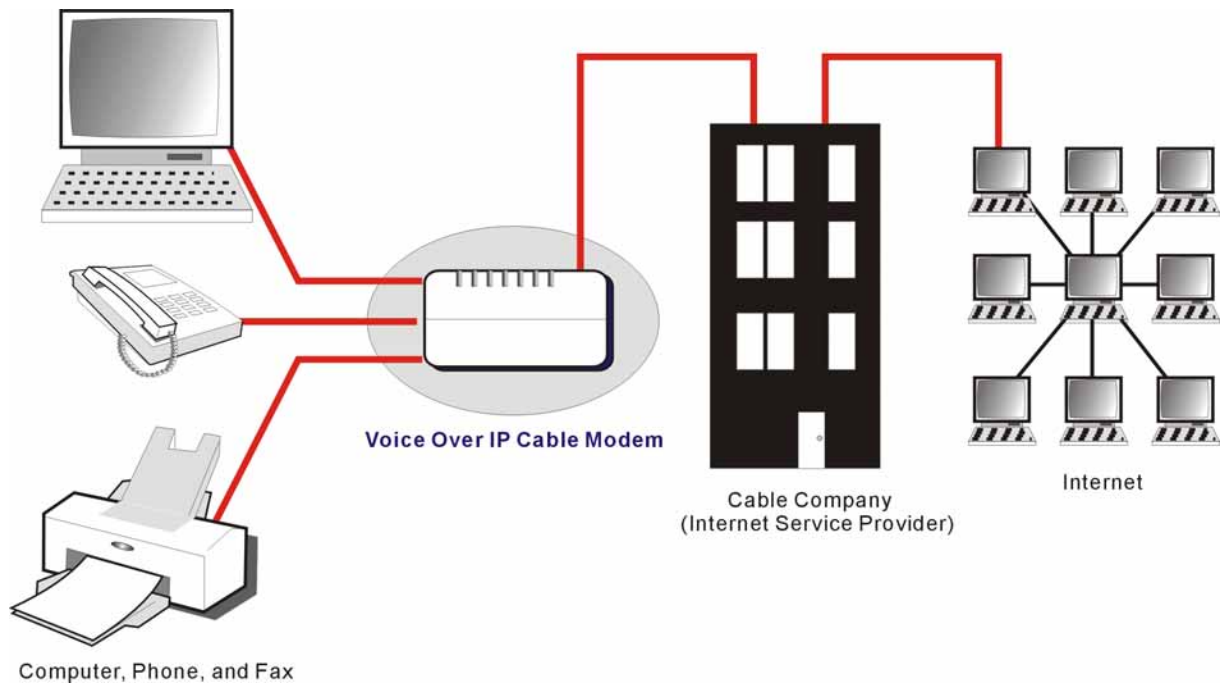 Voice Over IP Cable Modem
Cable Company
(Internet Service Provider)
Internet
Computer, Phone, and Fax